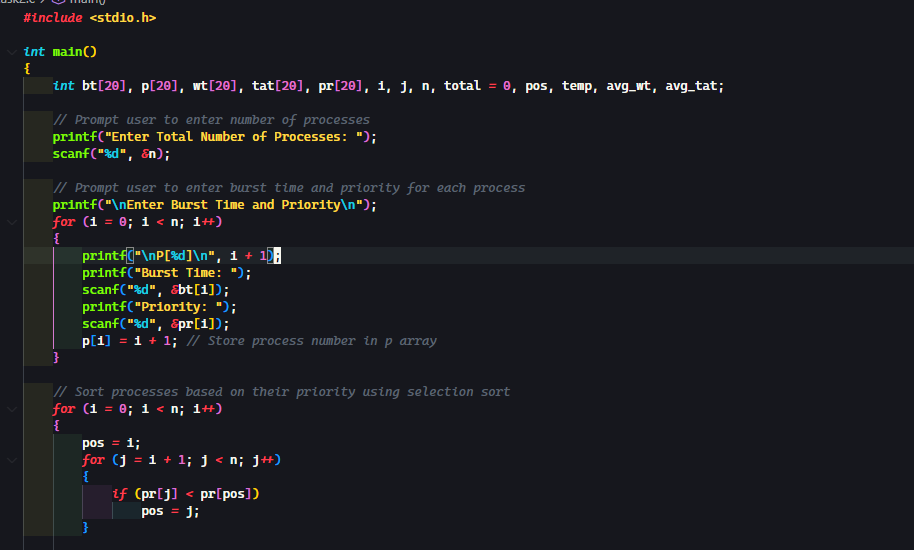 main()
#include <stdio.h>
int main()
{
    int bt[20], p[20], wt[20], tat[20], pr[20], i, j, n, total = 0, pos, temp, avg_wt, avg_tat;
    // Prompt user to enter number of processes
    printf("Enter Total Number of Processes: ");
    scanf("%d", &n);
    // Prompt user to enter burst time and priority for each process
    printf("\nEnter Burst Time and Priority\n");
    for (i = 0; i < n; i++)
    {
        printf("\nP[%d]\n", i + 1);
        printf("Burst Time: ");
        scanf("%d", &bt[i]);
        printf("Priority: ");
        scanf("%d", &pr[i]);
        p[i] = i + 1; // Store process number in p array
    }
    // Sort processes based on their priority using selection sort
    for (i = 0; i < n; i++)
    {
        pos = i;
        for (j = i + 1; j < n; j++)
        {
            if (pr[j] < pr[pos])
                pos = j;
        }